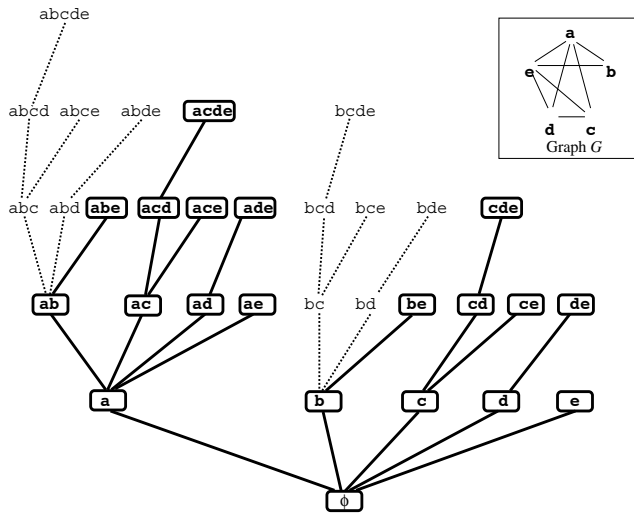 abcde
a
e b
d c
Graph G
abcd abce abde acde bcde
abc abd abe acd ace ade bcd bce bde cde
ab ac ad ae bc bd be cd ce de
a b c d e
ϕ